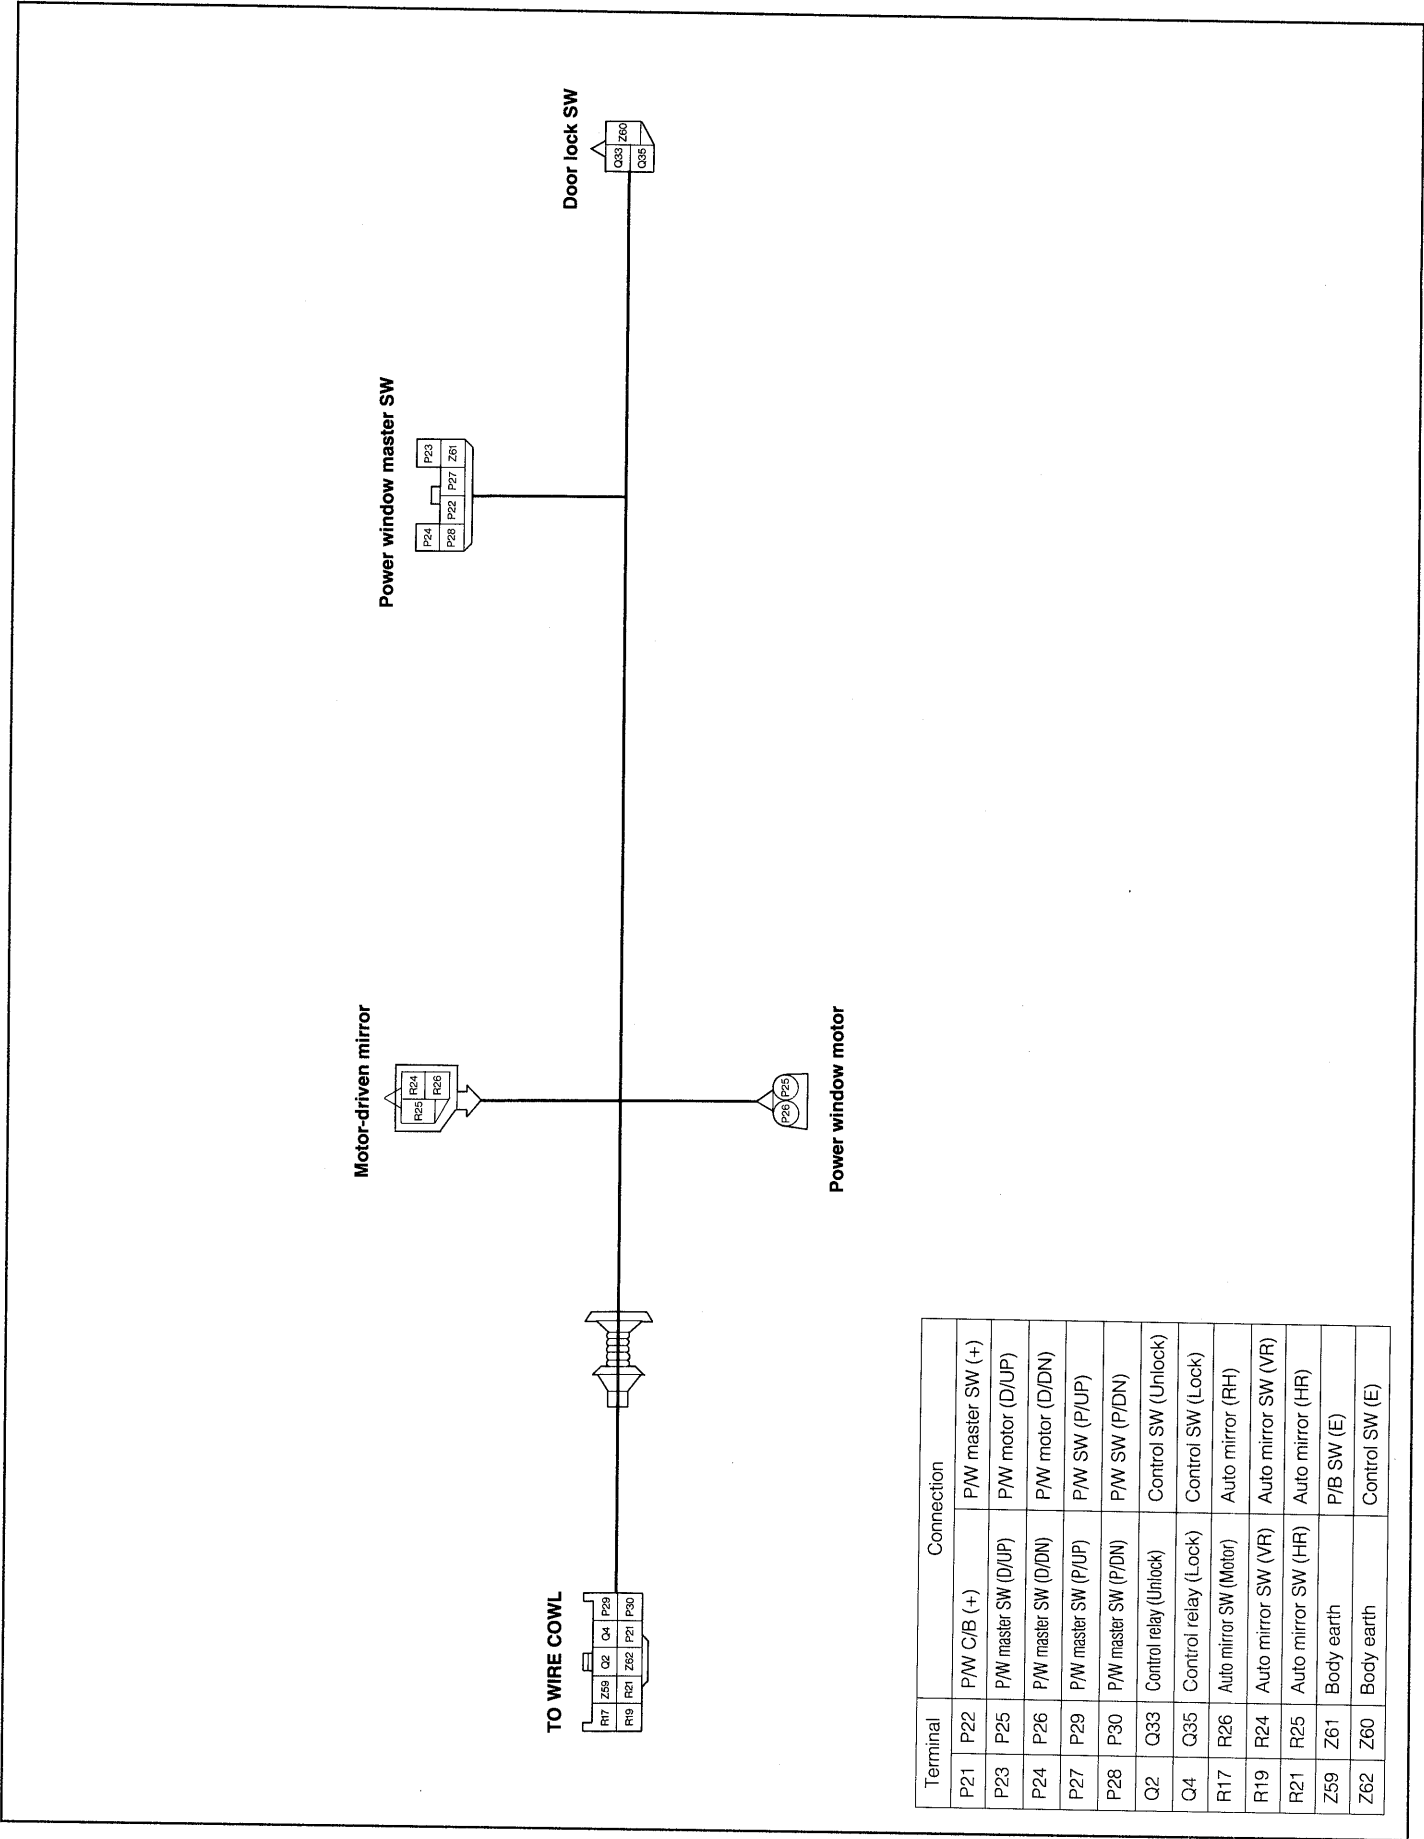 Door lock SW
Q33 Z60
Q35
Power window master SW
P24 P23
P28 P22 P27 Z61
Motor-driven mirror
R25 R24
R26
P26 P25
Power window motor
TO WIRE COWL
R17 Z59 Q2 Q4 P29
R19 R21 Z62 P21 P30
Terminal Connection
P21 P22 P/W C/B (+) P/W master SW (+)
P23 P25 P/W master SW (D/UP) P/W motor (D/UP)
P24 P26 P/W master SW (D/DN) P/W motor (D/DN)
P27 P29 P/W master SW (P/UP) P/W SW (P/UP)
P28 P30 P/W master SW (P/DN) P/W SW (P/DN)
Q2 Q33 Control relay (Unlock) Control SW (Unlock)
Q4 Q35 Control relay (Lock) Control SW (Lock)
R17 R26 Auto mirror SW (Motor) Auto mirror (RH)
R19 R24 Auto mirror SW (VR) Auto mirror SW (VR)
R21 R25 Auto mirror SW (HR) Auto mirror (HR)
Z59 Z61 Body earth P/B SW (E)
Z62 Z60 Body earth Control SW (E)